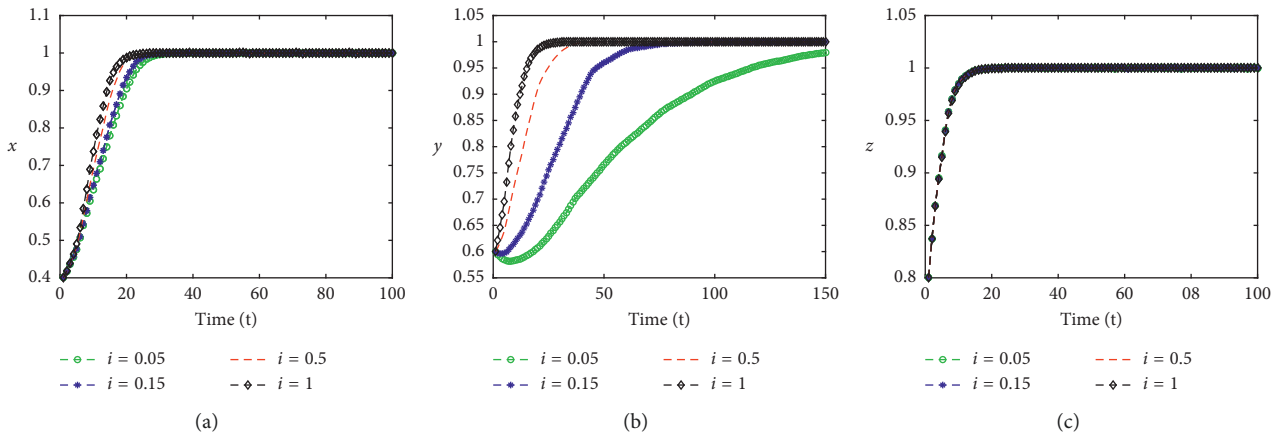 1.1
1
0.9
0.8
x
0.7
0.6
0.5
0.4
0 20 40 60 80 100
Time (t)
i = 0.05 i = 0.5
i = 0.15 i = 1
(a)
1.05
1
0.95
0.9
0.85
0.8
y
0.75
0.7
0.65
0.6
0.55
0 50 100 150
Time (t)
i = 0.05 i = 0.5
i = 0.15 i = 1
(b)
1.05
1
0.95
z
0.9
0.85
0.8
0 20 40 60 08 100
Time (t)
i = 0.05 i = 0.5
i = 0.15 i = 1
(c)